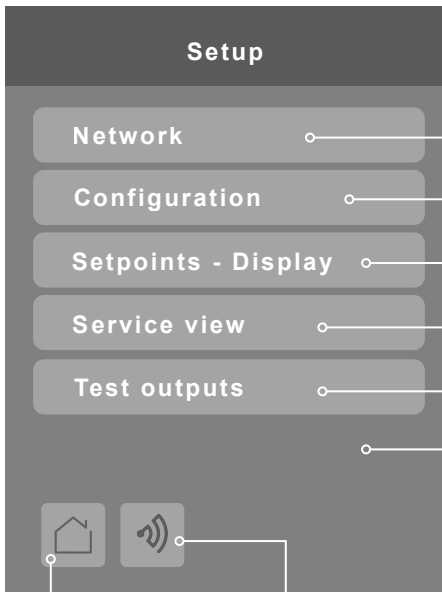 Setup
Network
Configuration
Setpoints - Display
Service view
Test outputs